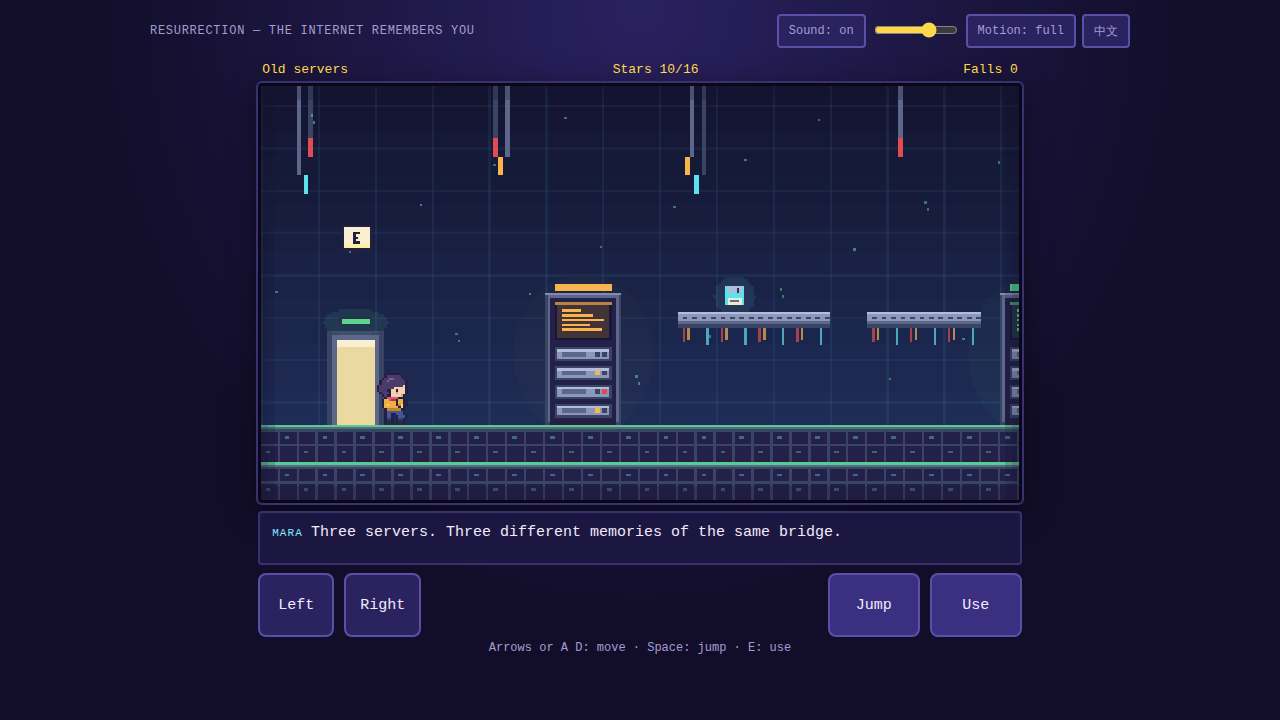 RESURRECTION — THE INTERNET REMEMBERS YOU
Sound: on
Motion: full
中文
Old servers
Stars 10/16
Falls 0
E
MARA Three servers. Three different memories of the same bridge.
Left
Right
Jump
Use
Arrows or A D: move · Space: jump · E: use